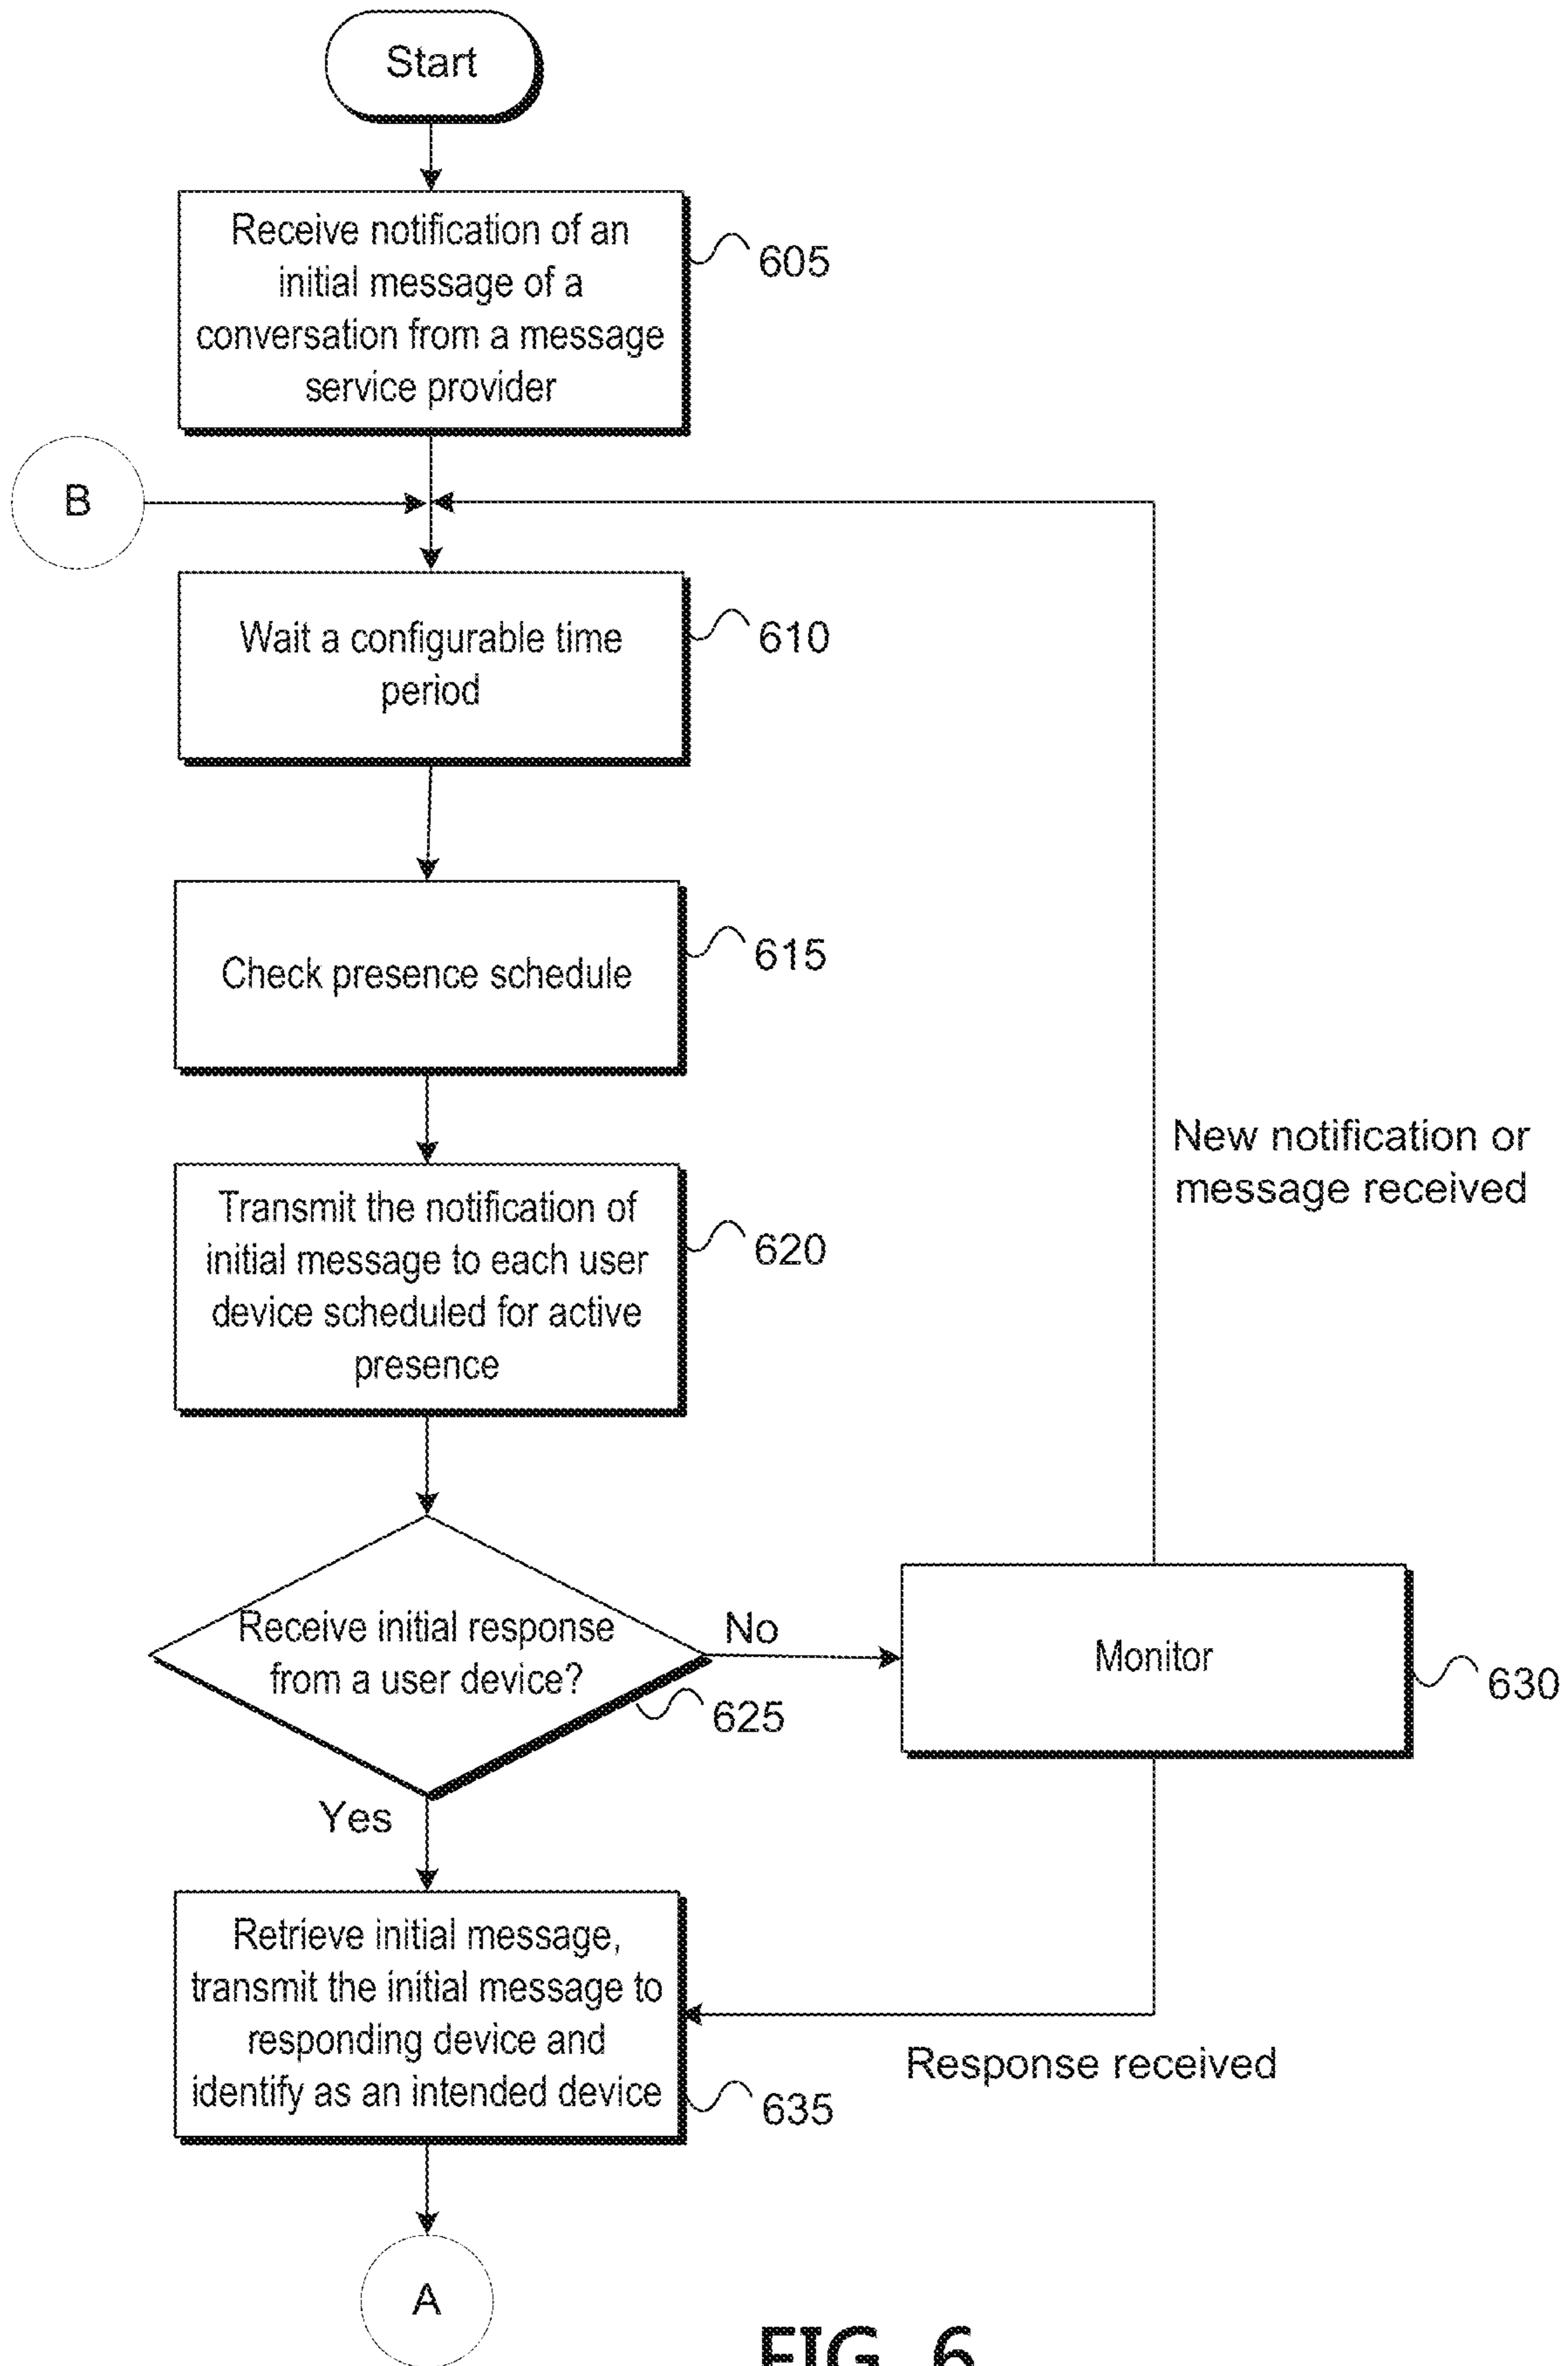 Start
Receive notification of an
initial message of a
conversation from a message
service provider
605
B
Wait a configurable time
period
610
Check presence schedule
615
New notification or
message received
Transmit the notification of
initial message to each user
device scheduled for active
presence
620
Receive initial response
from a user device?
625
No
Monitor
630
Yes
Retrieve initial message,
transmit the initial message to
responding device and
identify as an intended device
635
Response received
A
FIG. 6